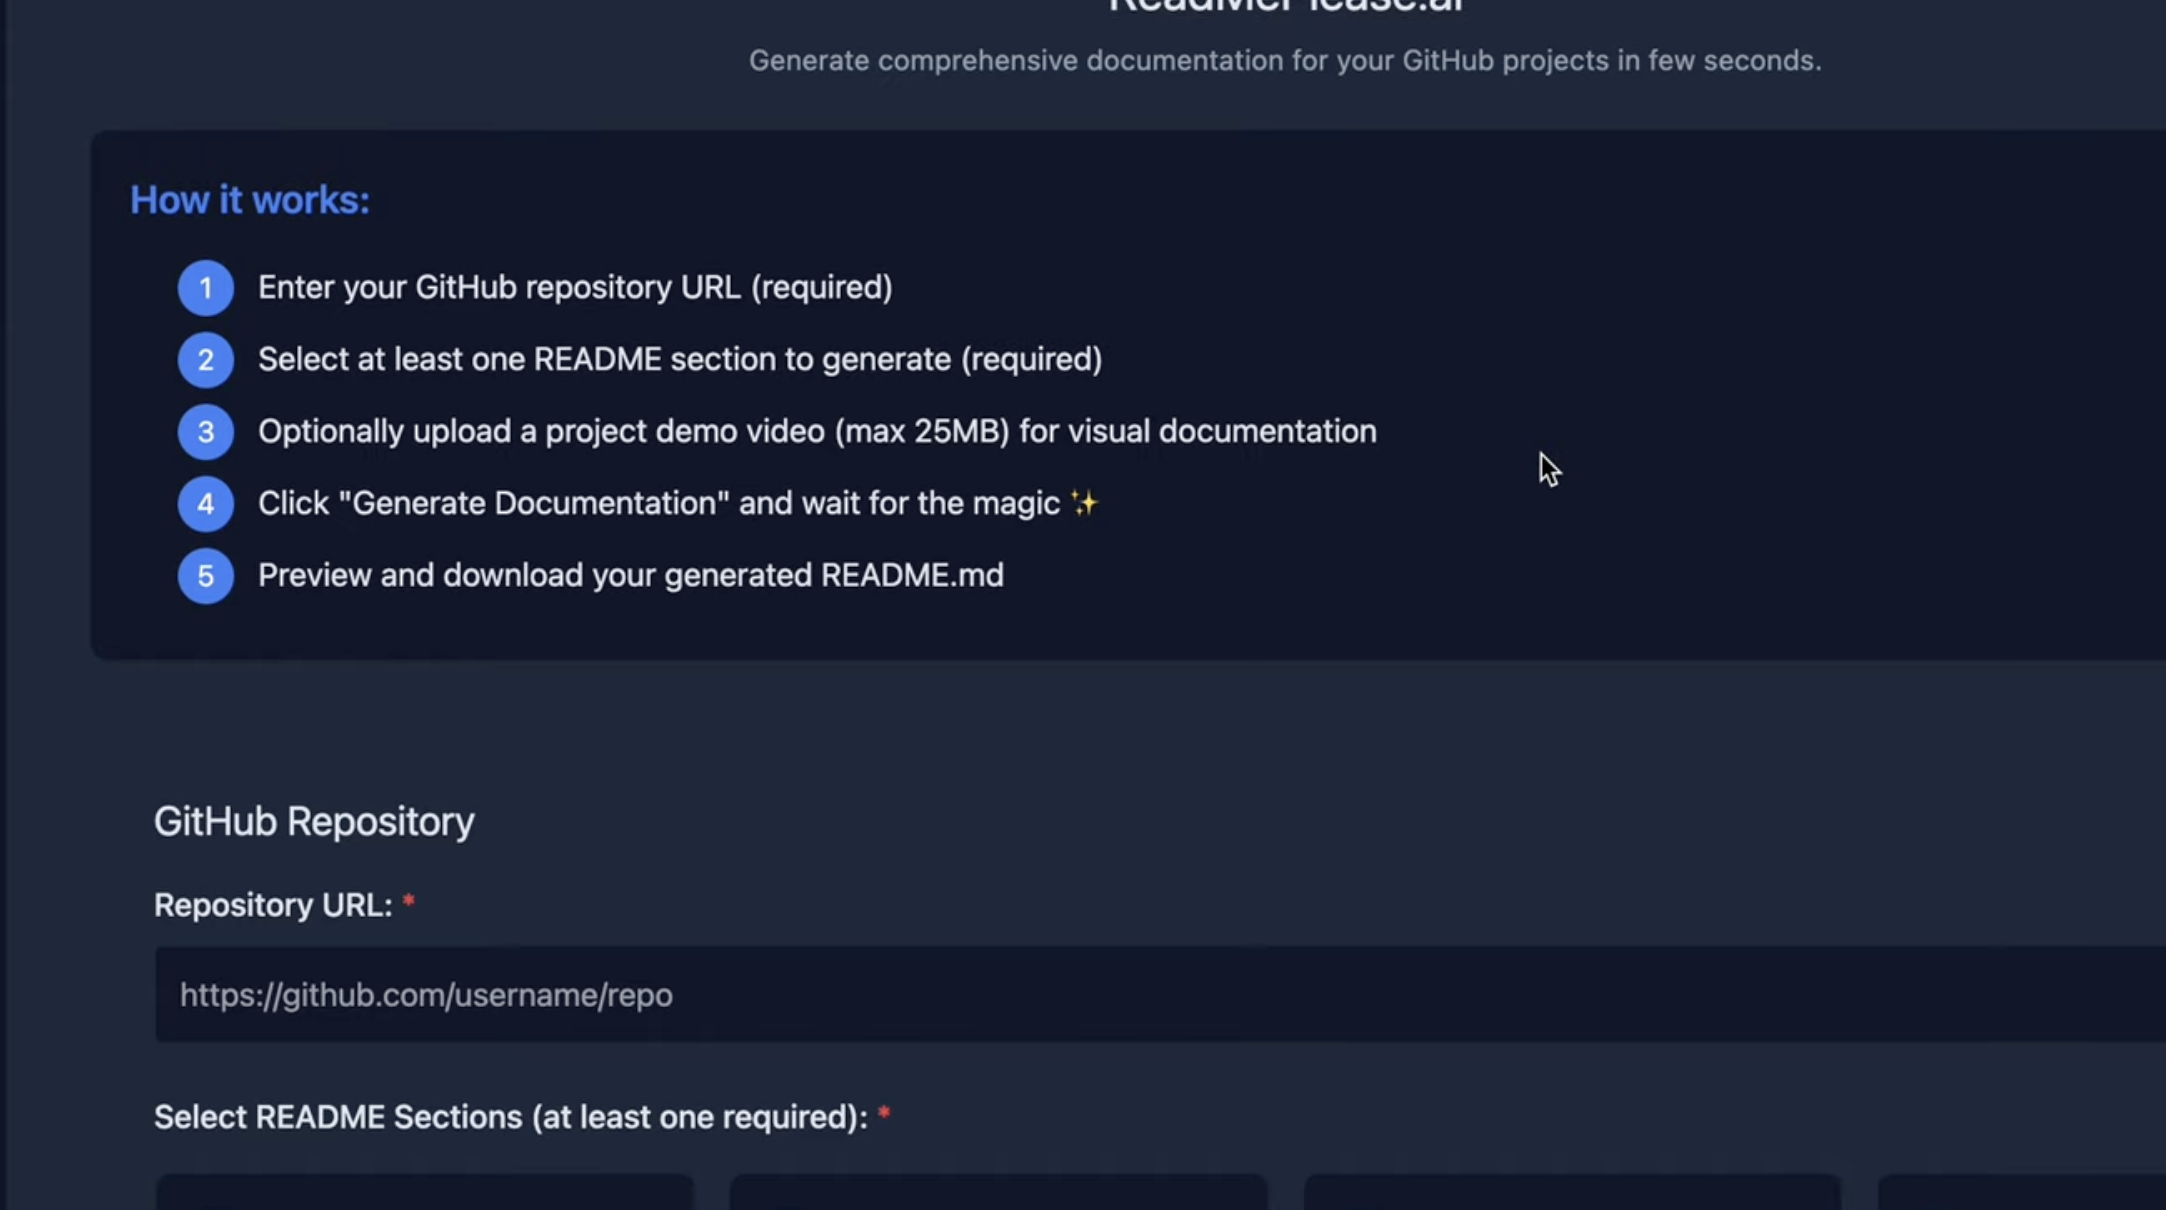 ReadMePlease.ai
Generate comprehensive documentation for your GitHub projects in few seconds.
How it works:
1 Enter your GitHub repository URL (required)
2 Select at least one README section to generate (required)
3 Optionally upload a project demo video (max 25MB) for visual documentation
4 Click "Generate Documentation" and wait for the magic ✨
5 Preview and download your generated README.md
GitHub Repository
Repository URL: *
https://github.com/username/repo
Select README Sections (at least one required): *